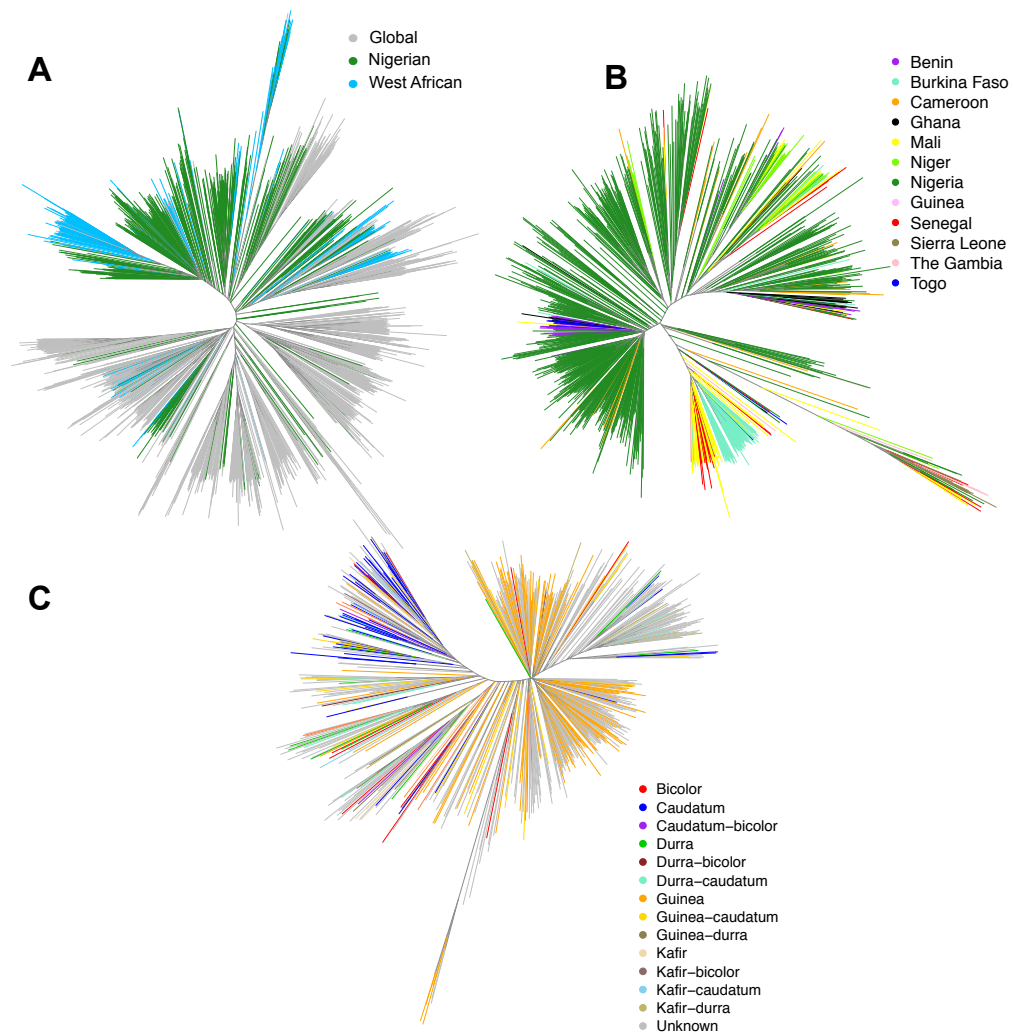 A
Global
Nigerian
West African
B
Benin
Burkina Faso
Cameroon
Ghana
Mali
Niger
Nigeria
Guinea
Senegal
Sierra Leone
The Gambia
Togo
C
Bicolor
Caudatum
Caudatum−bicolor
Durra
Durra−bicolor
Durra−caudatum
Guinea
Guinea−caudatum
Guinea−durra
Kafir
Kafir−bicolor
Kafir−caudatum
Kafir−durra
Unknown